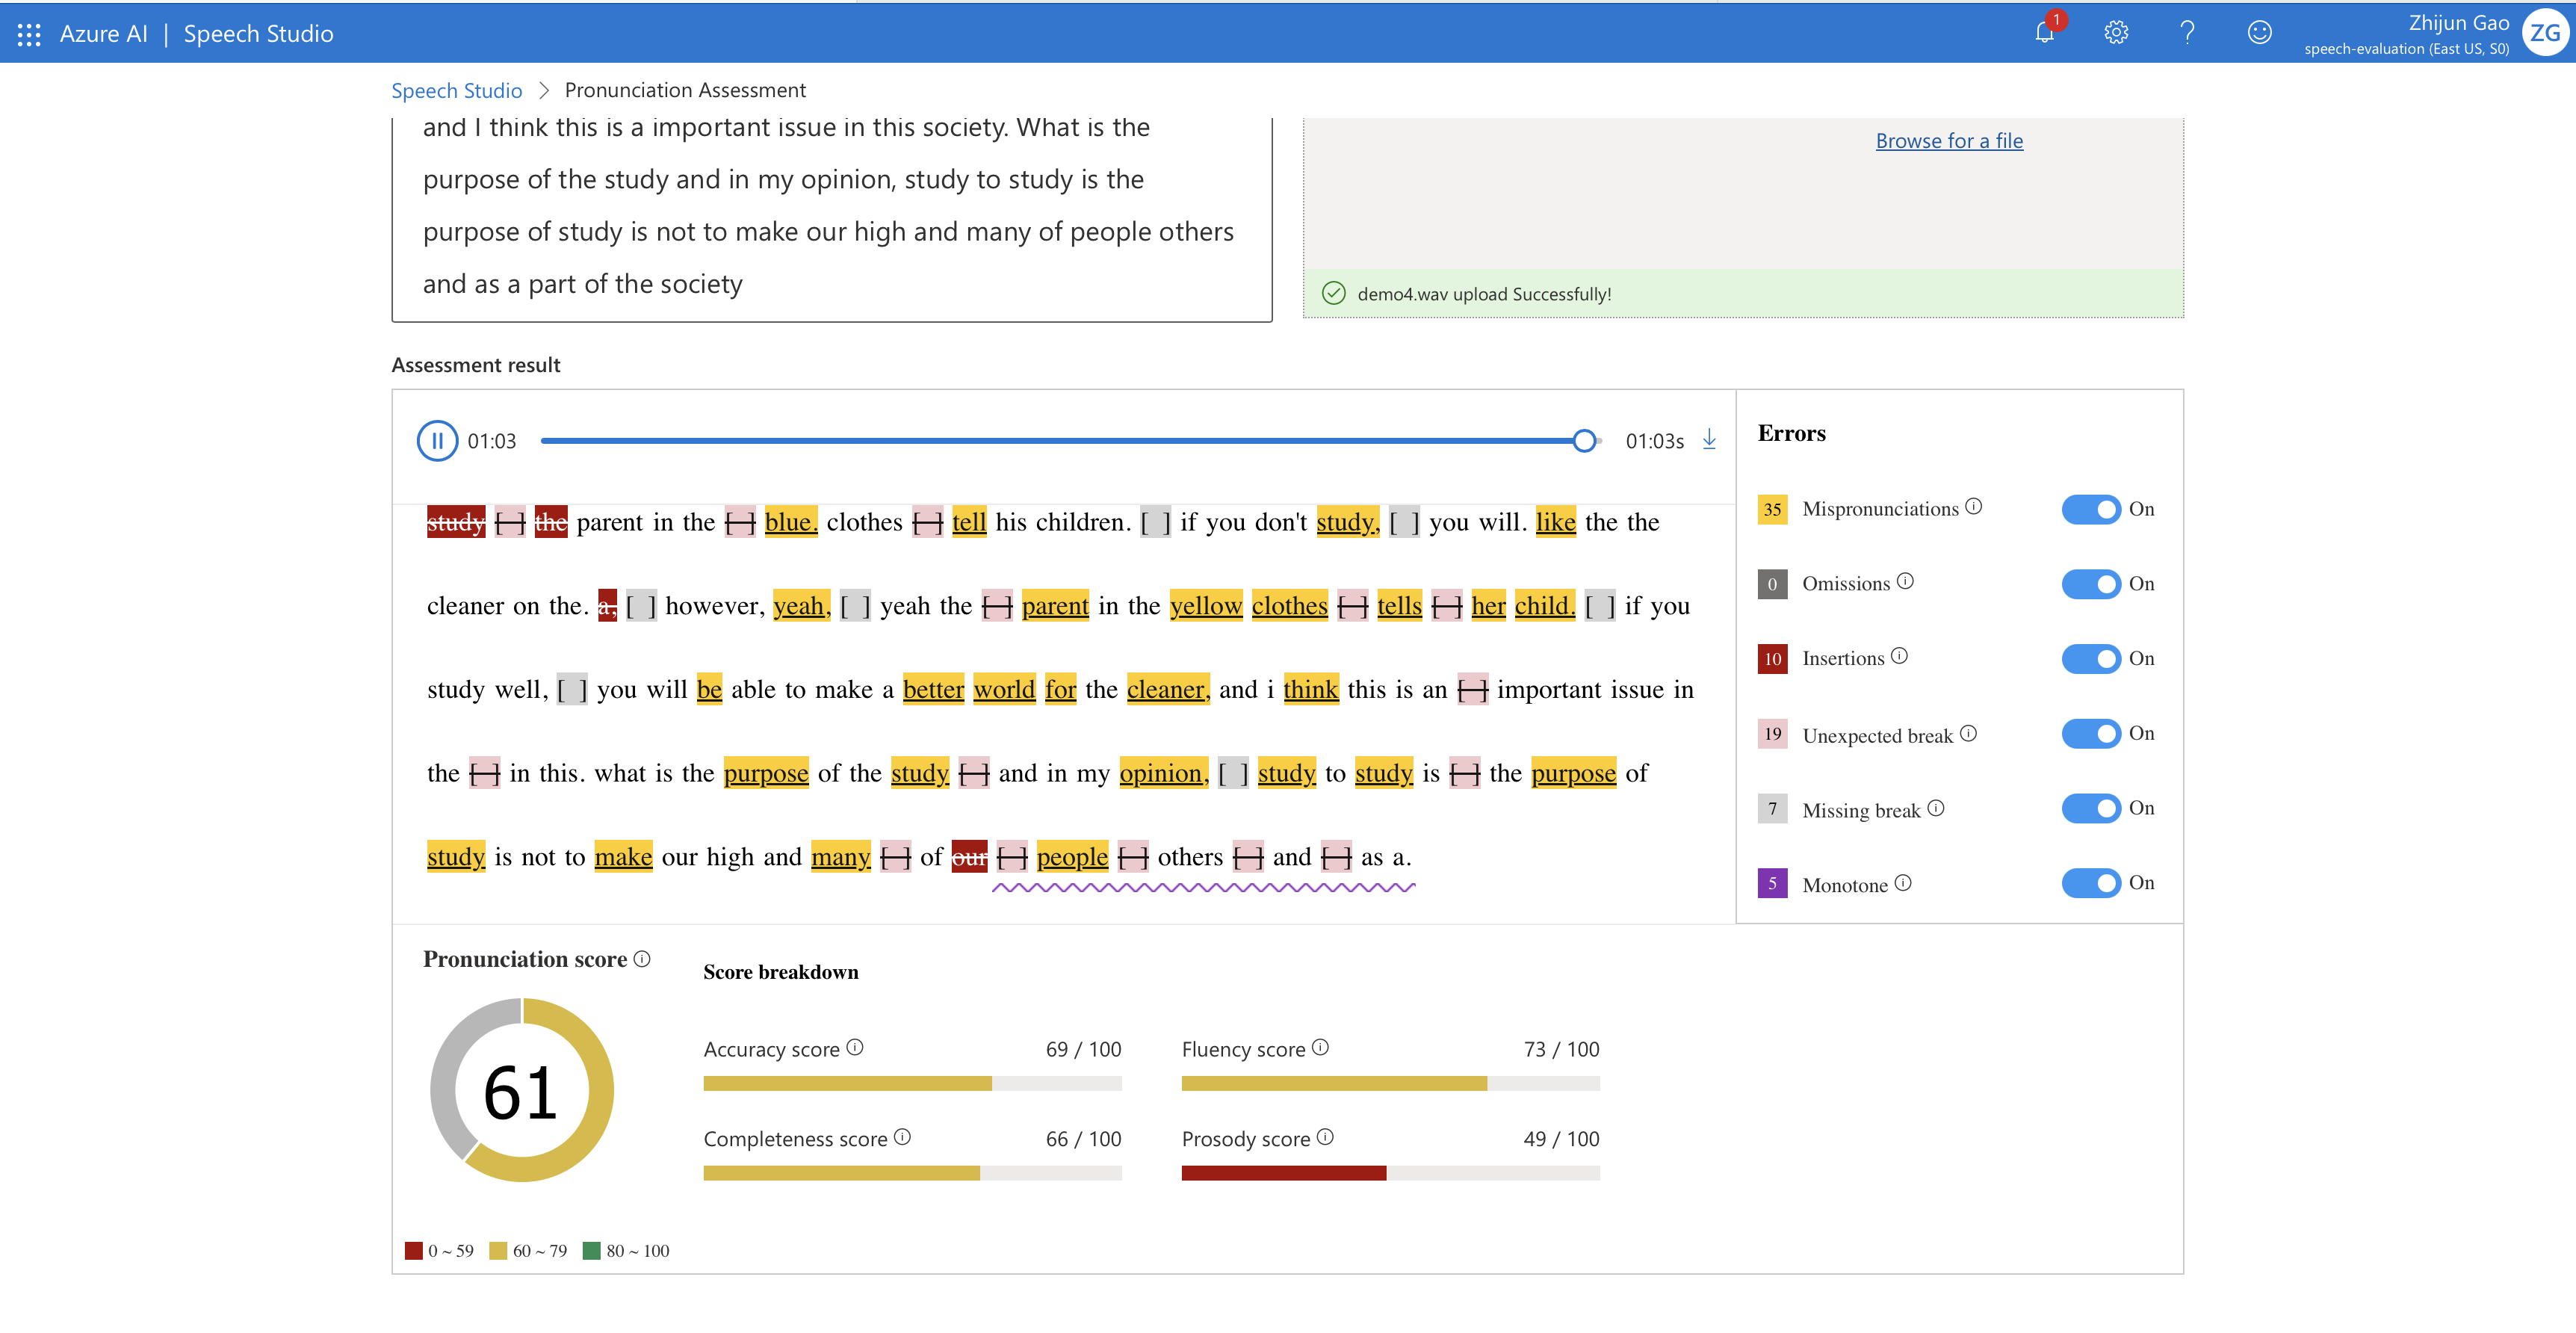 Azure AI | Speech Studio
1
?
Zhijun Gao
speech-evaluation (East US, S0)
ZG
Speech Studio > Pronunciation Assessment
and I think this is a important issue in this society. What is the
purpose of the study and in my opinion, study to study is the
purpose of study is not to make our high and many of people others
and as a part of the society
Browse for a file
demo4.wav upload Successfully!
Assessment result
01:03
01:03s
study [ ] the parent in the [ ] blue. clothes [ ] tell his children. [ ] if you don't study, [ ] you will. like the the
cleaner on the. a, [ ] however, yeah, [ ] yeah the [ ] parent in the yellow clothes [ ] tells [ ] her child. [ ] if you
study well, [ ] you will be able to make a better world for the cleaner, and i think this is an [ ] important issue in
the [ ] in this. what is the purpose of the study [ ] and in my opinion, [ ] study to study is [ ] the purpose of
study is not to make our high and many [ ] of our [ ] people [ ] others [ ] and [ ] as a.
Errors
35 Mispronunciations On
0 Omissions On
10 Insertions On
19 Unexpected break On
7 Missing break On
5 Monotone On
Pronunciation score
61
Score breakdown
Accuracy score 69 / 100
Fluency score 73 / 100
Completeness score 66 / 100
Prosody score 49 / 100
0 ~ 59 60 ~ 79 80 ~ 100